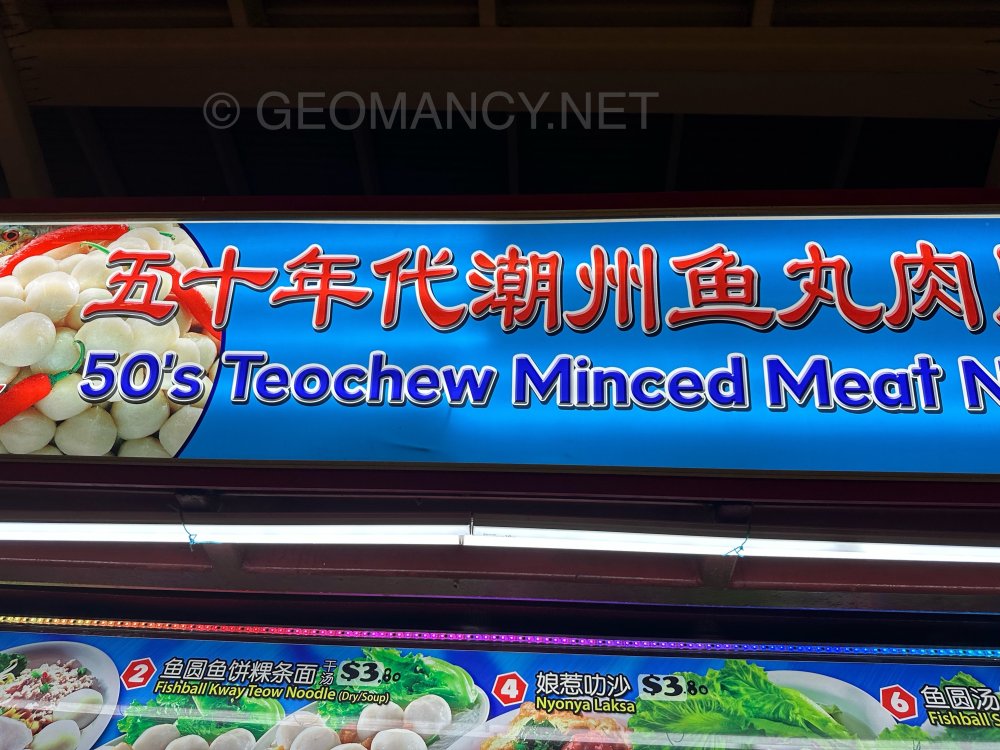 © GEOMANCY.NET
五十年代潮州鱼丸肉
50's Teochew Minced Meat N
2 鱼圆鱼饼粿条面 干汤 $3.80
Fishball Kway Teow Noodle (Dry/Soup)
4 娘惹叻沙 $3.80
Nyonya Laksa
6 鱼圆汤
Fishball S